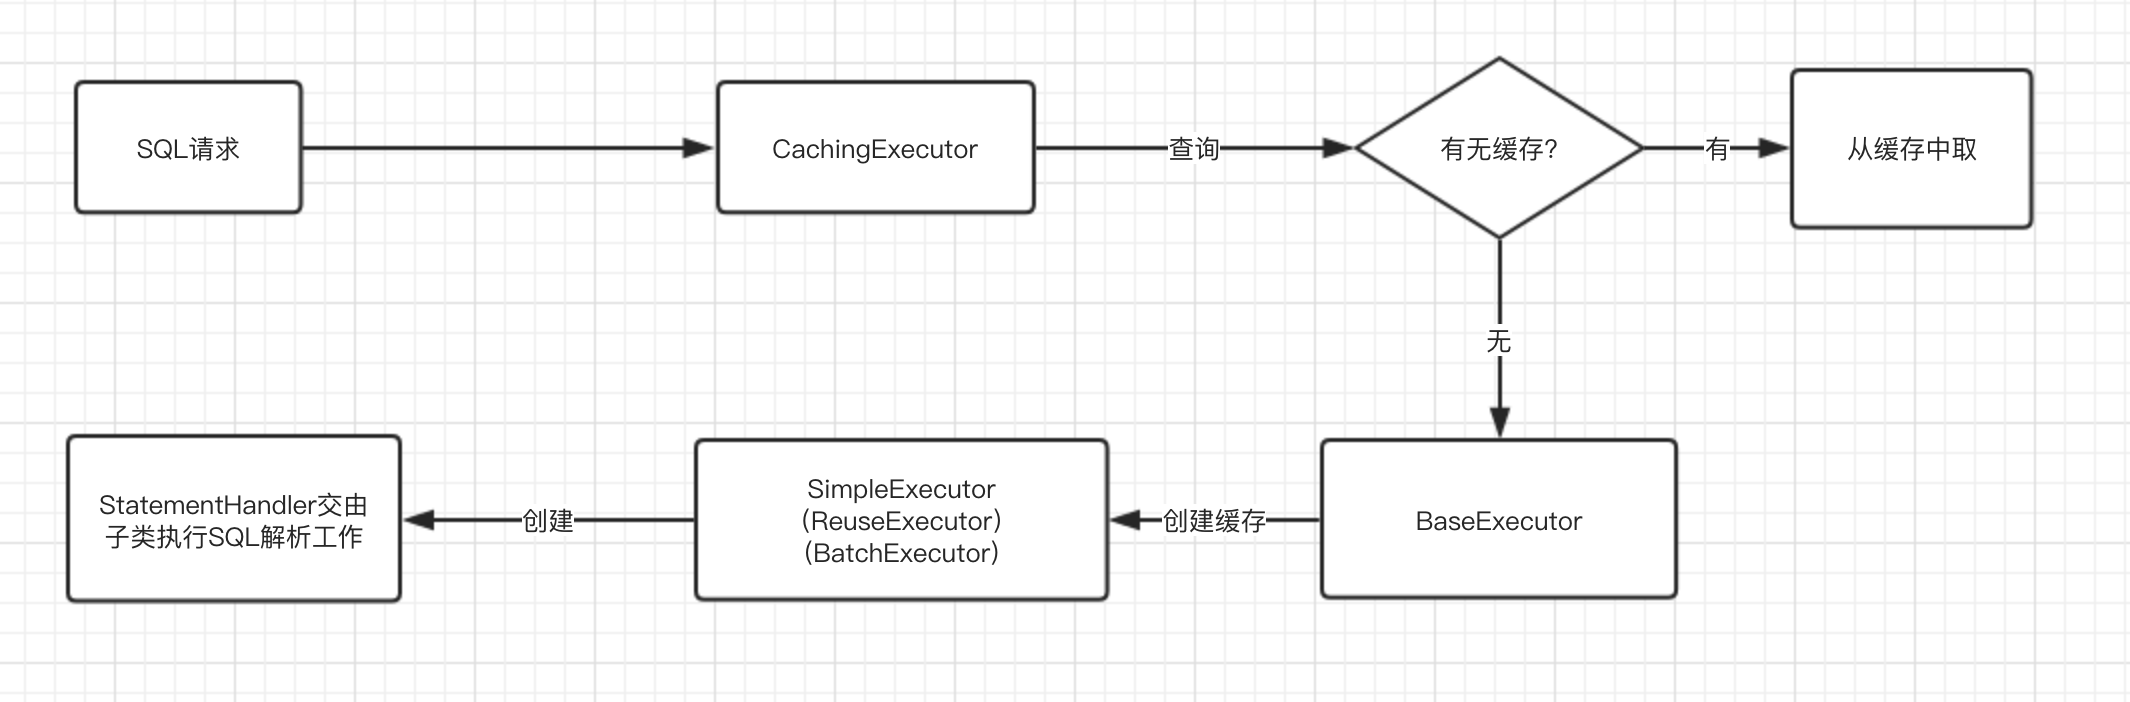 SQL请求
CachingExecutor
查询
有无缓存?
有
从缓存中取
无
BaseExecutor
创建缓存
SimpleExecutor
(ReuseExecutor)
(BatchExecutor)
创建
StatementHandler交由
子类执行SQL解析工作